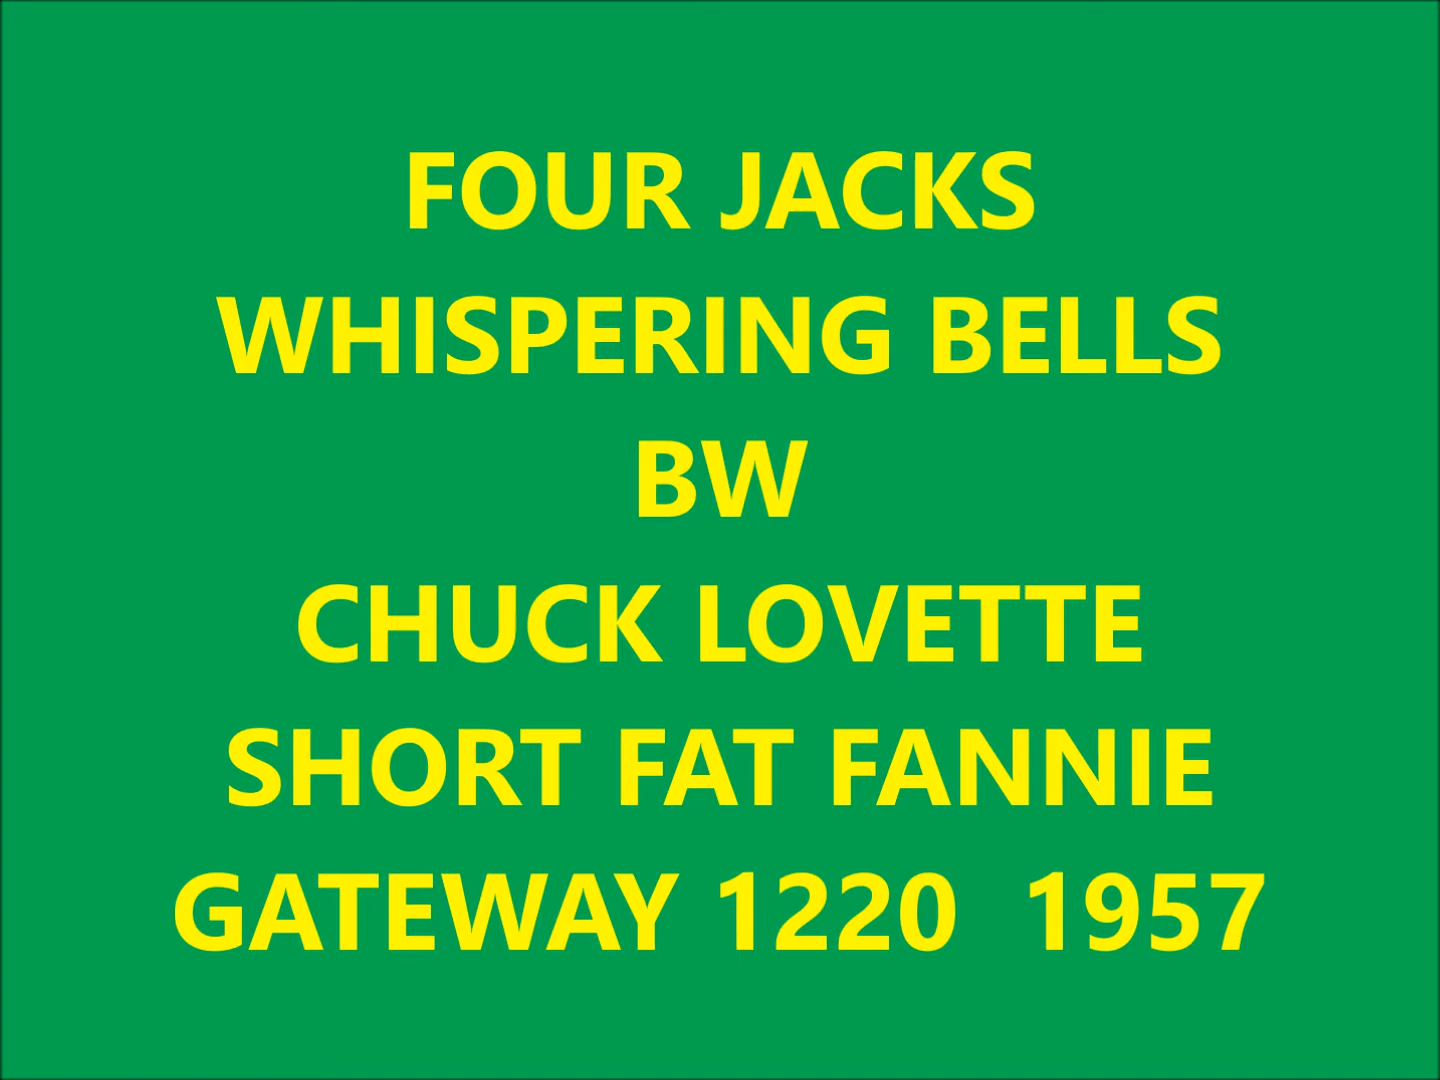 FOUR JACKS
WHISPERING BELLS
BW
CHUCK LOVETTE
SHORT FAT FANNIE
GATEWAY 1220  1957